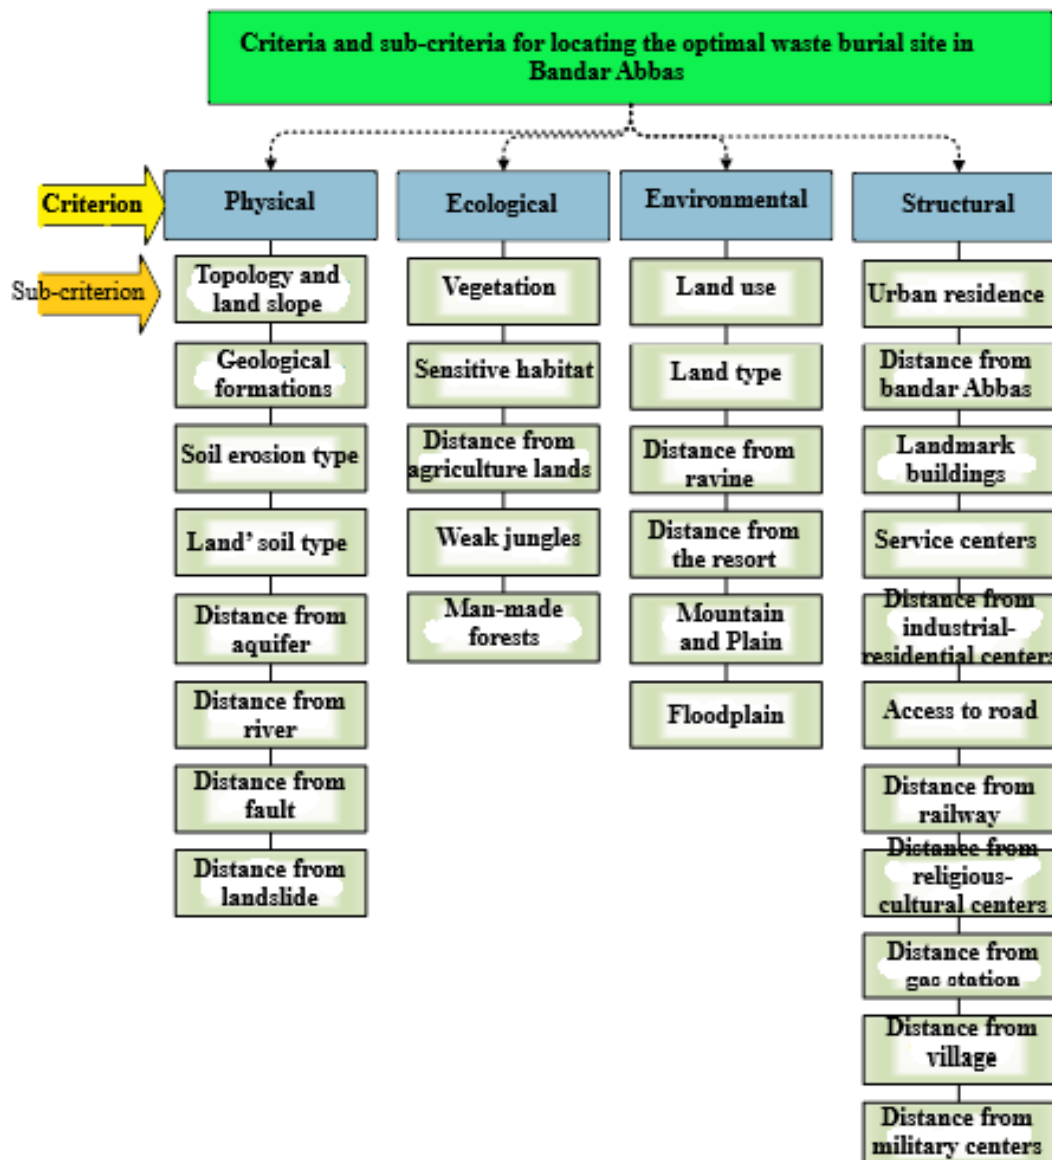 Criteria and sub-criteria for locating the optimal waste burial site in
Bandar Abbas
Criterion
Physical
Ecological
Environmental
Structural
Sub-criterion
Topology and
land slope
Geological
formations
Soil erosion type
Land' soil type
Distance from
aquifer
Distance from
river
Distance from
fault
Distance from
landslide
Vegetation
Sensitive habitat
Distance from
agriculture lands
Weak jungles
Man-made
forests
Land use
Land type
Distance from
ravine
Distance from
the resort
Mountain
and Plain
Floodplain
Urban residence
Distance from
bandar Abbas
Landmark
buildings
Service centers
Distance from
industrial-
residential centers
Access to road
Distance from
railway
Distance from
religious-
cultural centers
Distance from
gas station
Distance from
village
Distance from
military centers